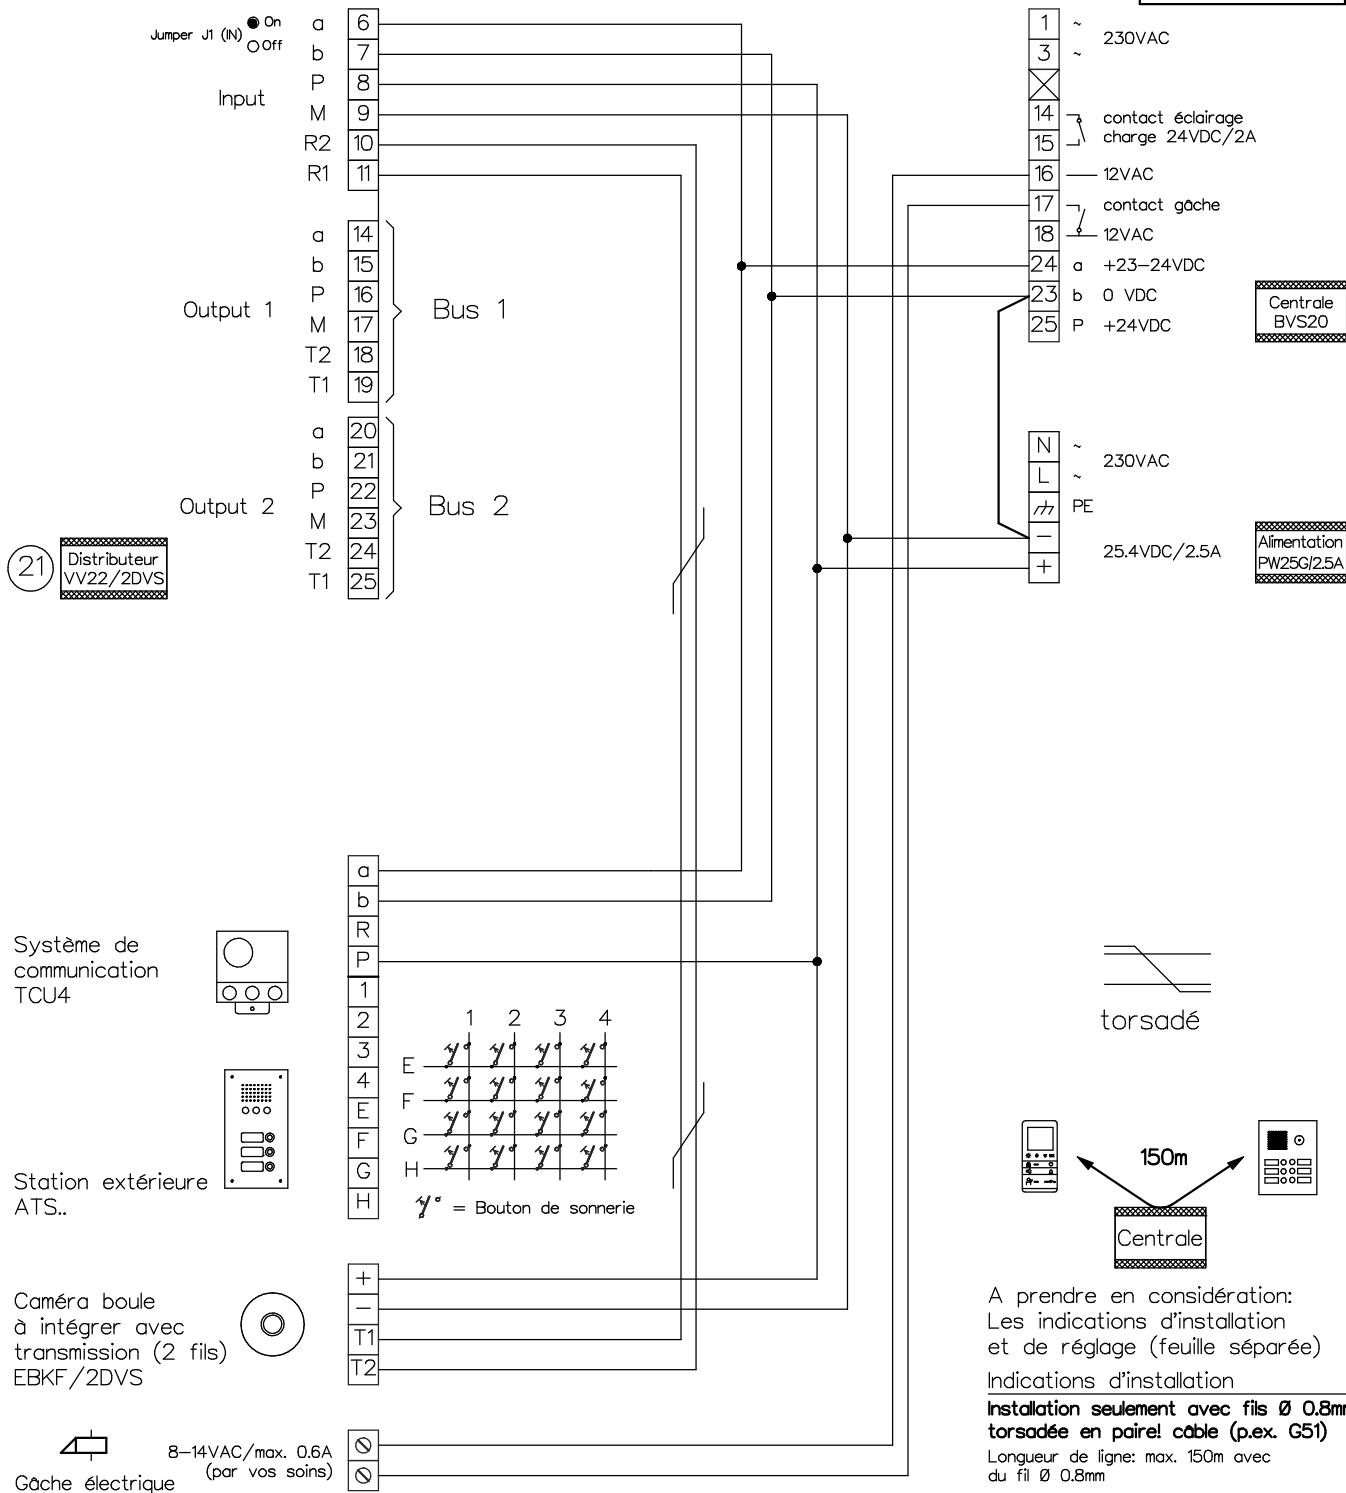 Jumper J1 (IN)
On
Off
Input
a 6
b 7
P 8
M 9
R2 10
R1 11
Output 1
a 14
b 15
P 16
M 17
T2 18
T1 19
Bus 1
Output 2
a 20
b 21
P 22
M 23
T2 24
T1 25
Bus 2
21
Distributeur
VV22/2DVS
1 ~
3 ~
230VAC
14
15
contact éclairage
charge 24VDC/2A
16 12VAC
17 contact gâche
18 12VAC
24 a +23-24VDC
23 b 0 VDC
25 P +24VDC
Centrale
BVS20
N ~
L ~
230VAC
PE
-
+
25.4VDC/2.5A
Alimentation
PW25G/2.5A
Système de
communication
TCU4
Station extérieure
ATS..
a
b
R
P
1
2
3
4
E
F
G
H
1 2 3 4
E
F
G
H
= Bouton de sonnerie
Caméra boule
à intégrer avec
transmission (2 fils)
EBKF/2DVS
+
-
T1
T2
Gâche électrique
8-14VAC/max. 0.6A
(par vos soins)
torsadé
150m
Centrale
A prendre en considération:
Les indications d'installation
et de réglage (feuille séparée)
Indications d'installation
Installation seulement avec fils Ø 0.8mm
torsadée en paire! câble (p.ex. G51)
Longueur de ligne: max. 150m avec
du fil Ø 0.8mm